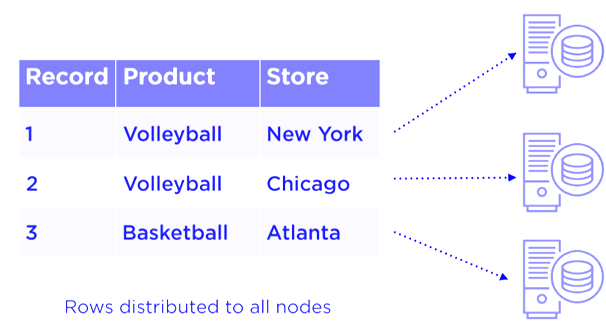 Record Product Store
1 Volleyball New York
2 Volleyball Chicago
3 Basketball Atlanta
Rows distributed to all nodes